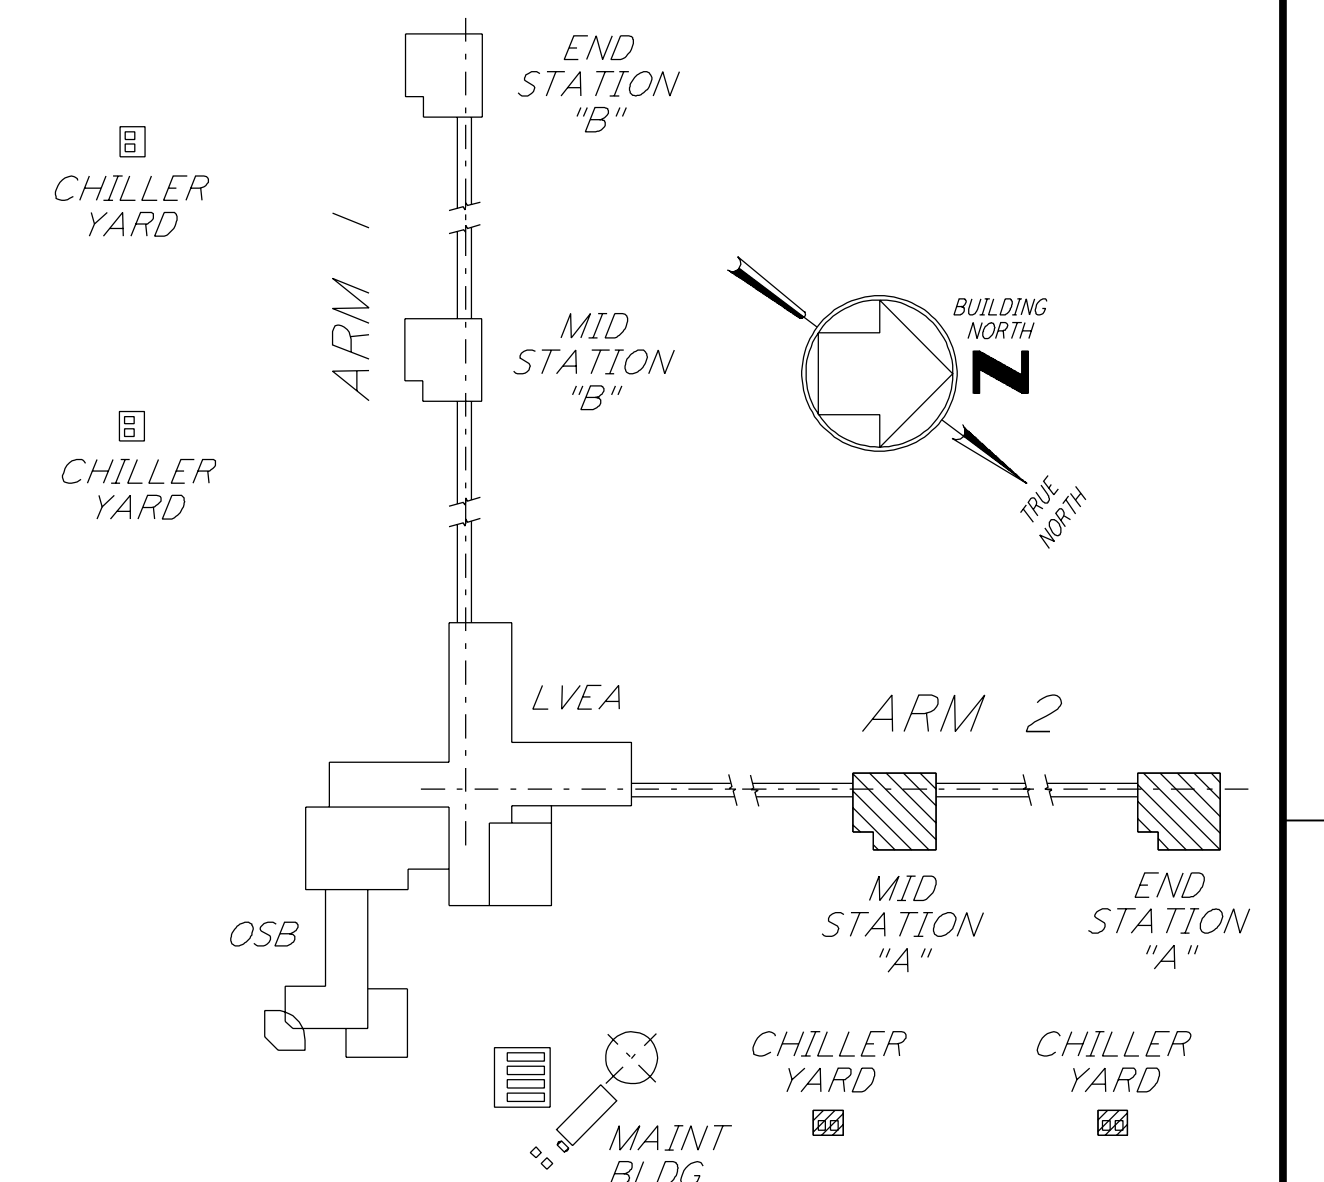 END
STATION
"B"
CHILLER
YARD
ARM 1
BUILDING
NORTH
N
MID
STATION
"B"
CHILLER
YARD
TRUE
NORTH
LVEA
ARM 2
MID
STATION
"A"
END
STATION
"A"
OSB
CHILLER
YARD
CHILLER
YARD
MAINT
BLDG